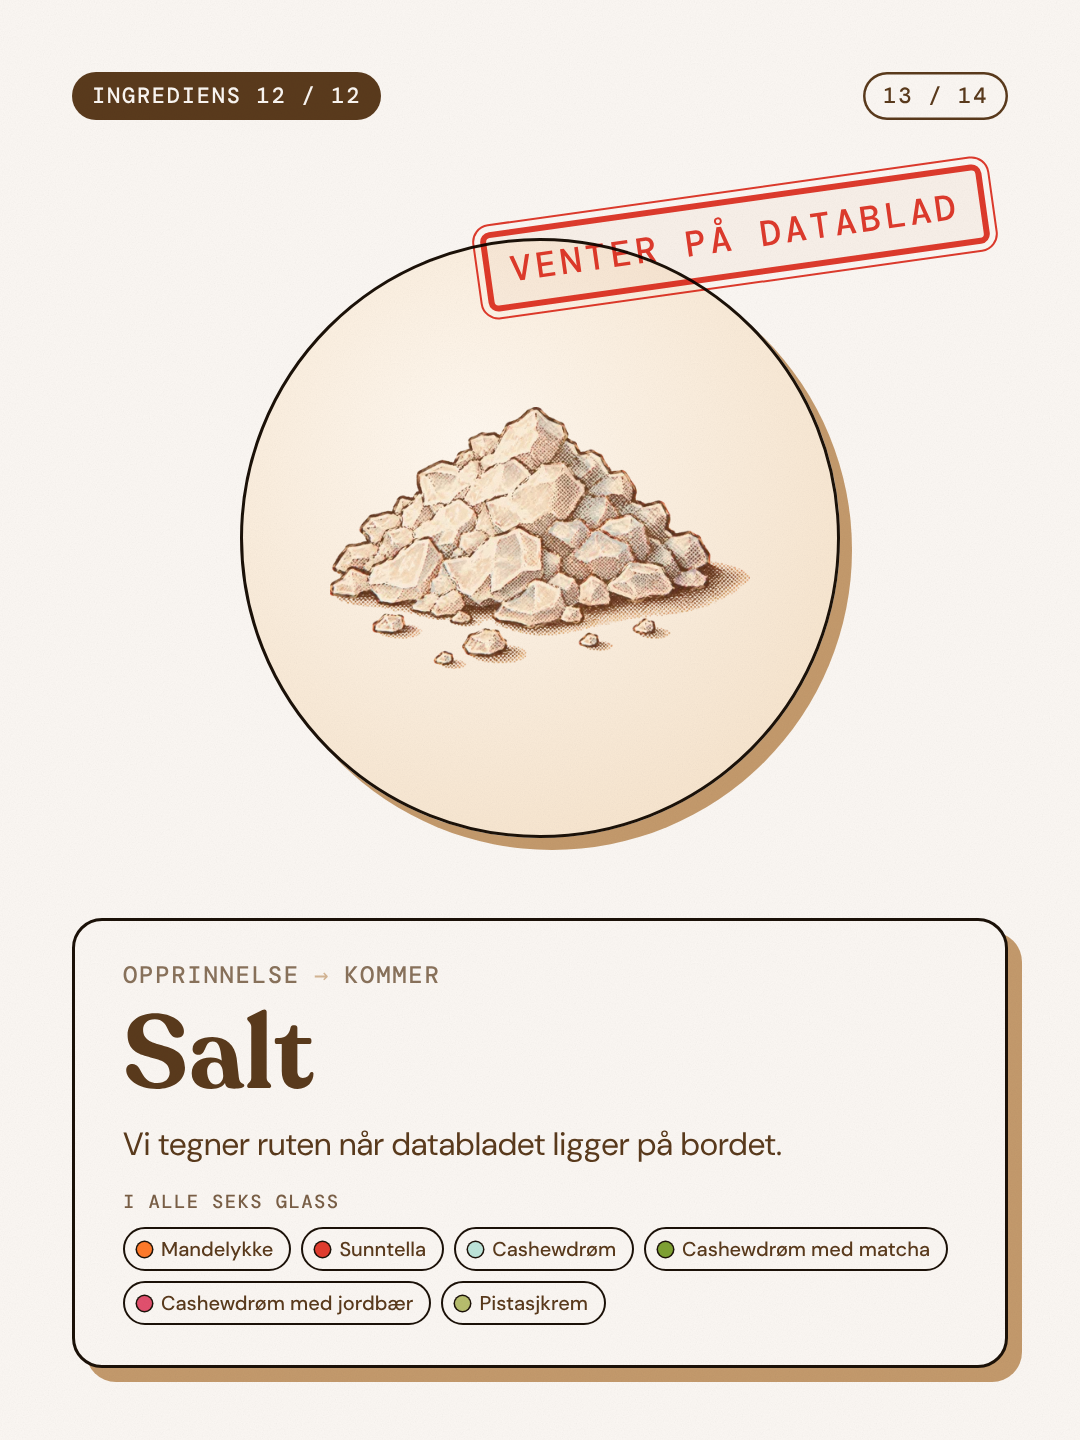 INGREDIENS 12 / 12
13 / 14
VENTER PÅ DATABLAD
OPPRINNELSE → KOMMER
Salt
Vi tegner ruten når databladet ligger på bordet.
I ALLE SEKS GLASS
Mandelykke
Sunntella
Cashewdrøm
Cashewdrøm med matcha
Cashewdrøm med jordbær
Pistasjkrem